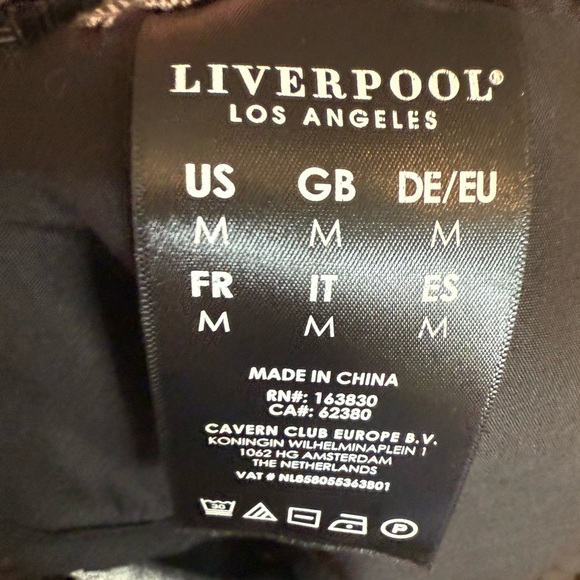 LIVERPOOL®
LOS ANGELES
US GB DE/EU
M M M
FR IT ES
M M M
MADE IN CHINA
RN#: 163830
CA#: 62380
CAVERN CLUB EUROPE B.V.
KONINGIN WILHELMINAPLEIN 1
1062 HG AMSTERDAM
THE NETHERLANDS
VAT # NL858055363B01
30 P